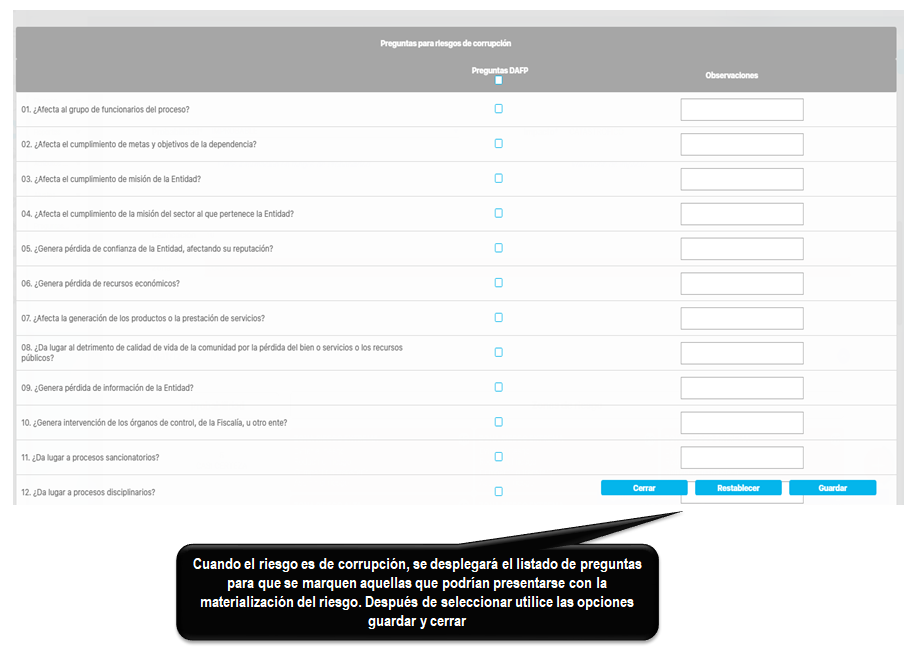 Preguntas para riesgos de corrupción
Preguntas DAFP
Observaciones
01. ¿Afecta al grupo de funcionarios del proceso?
02. ¿Afecta el cumplimiento de metas y objetivos de la dependencia?
03. ¿Afecta el cumplimiento de misión de la Entidad?
04. ¿Afecta el cumplimiento de la misión del sector al que pertenece la Entidad?
05. ¿Genera pérdida de confianza de la Entidad, afectando su reputación?
06. ¿Genera pérdida de recursos económicos?
07. ¿Afecta la generación de los productos o la prestación de servicios?
08. ¿Da lugar al detrimento de calidad de vida de la comunidad por la pérdida del bien o servicios o los recursos
públicos?
09. ¿Genera pérdida de información de la Entidad?
10. ¿Genera intervención de los órganos de control, de la Fiscalía, u otro ente?
11. ¿Da lugar a procesos sancionatorios?
12. ¿Da lugar a procesos disciplinarios?
Cerrar
Restablecer
Guardar
Cuando el riesgo es de corrupción, se desplegará el listado de preguntas
para que se marquen aquellas que podrían presentarse con la
materialización del riesgo. Después de seleccionar utilice las opciones
guardar y cerrar